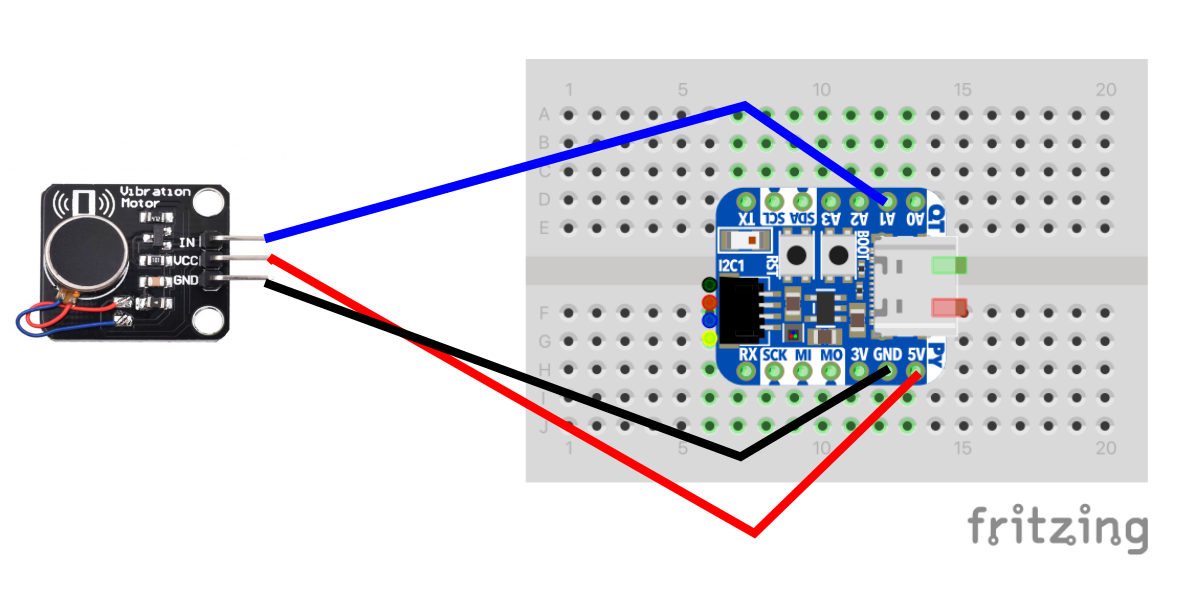 1 5 10 15 20
A
B
C
D
E
Vibration
Motor
IN
VCC
GND
TX SCL SDA A3 A2 A1 A0
QT
BOOT
RST
I2C1
F
G
H
I
J
RX SCK MI MO 3V GND 5V
PY
1 5 10 15 20
fritzing